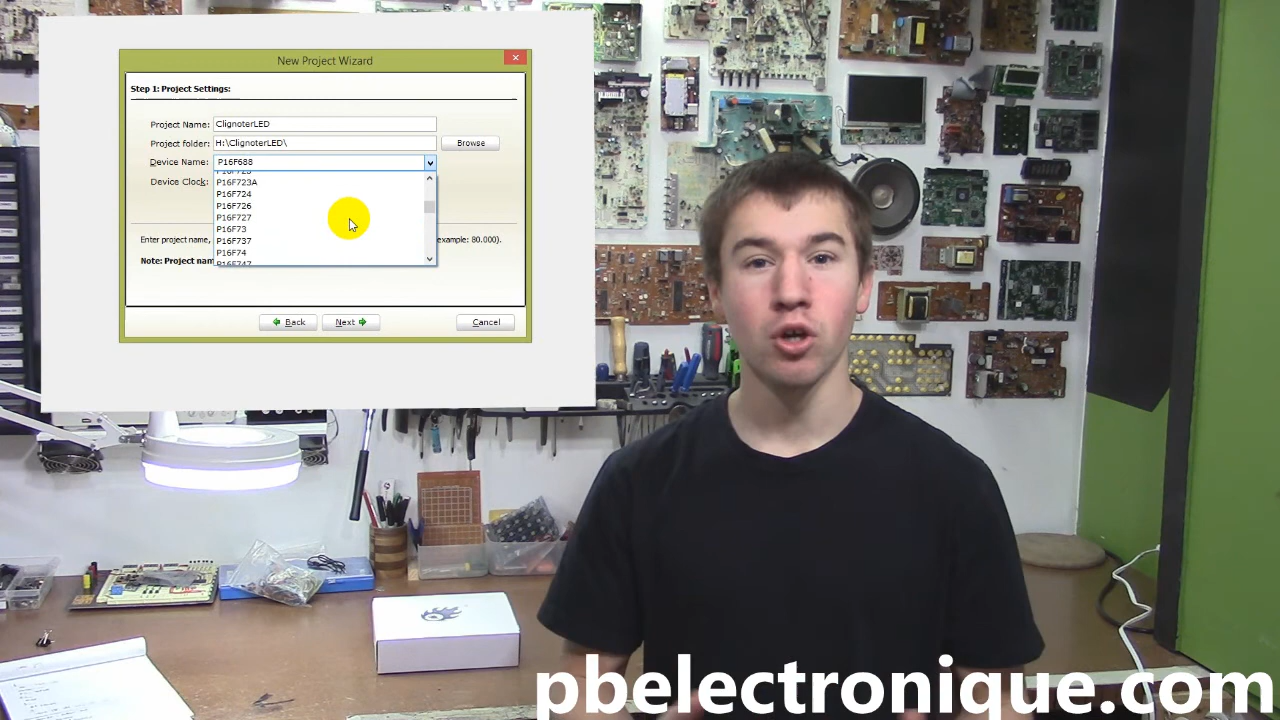 New Project Wizard
Step 1: Project Settings:
Project Name: ClignoterLED
Project folder: H:\ClignoterLED\ Browse
Device Name: P16F688
Device Clock:
P16F723A
P16F724
P16F726
P16F727
P16F73
P16F737
P16F74
P16F747
Enter project name, example: 80.000).
Note: Project nam
Back Next Cancel
pbelectronique.com